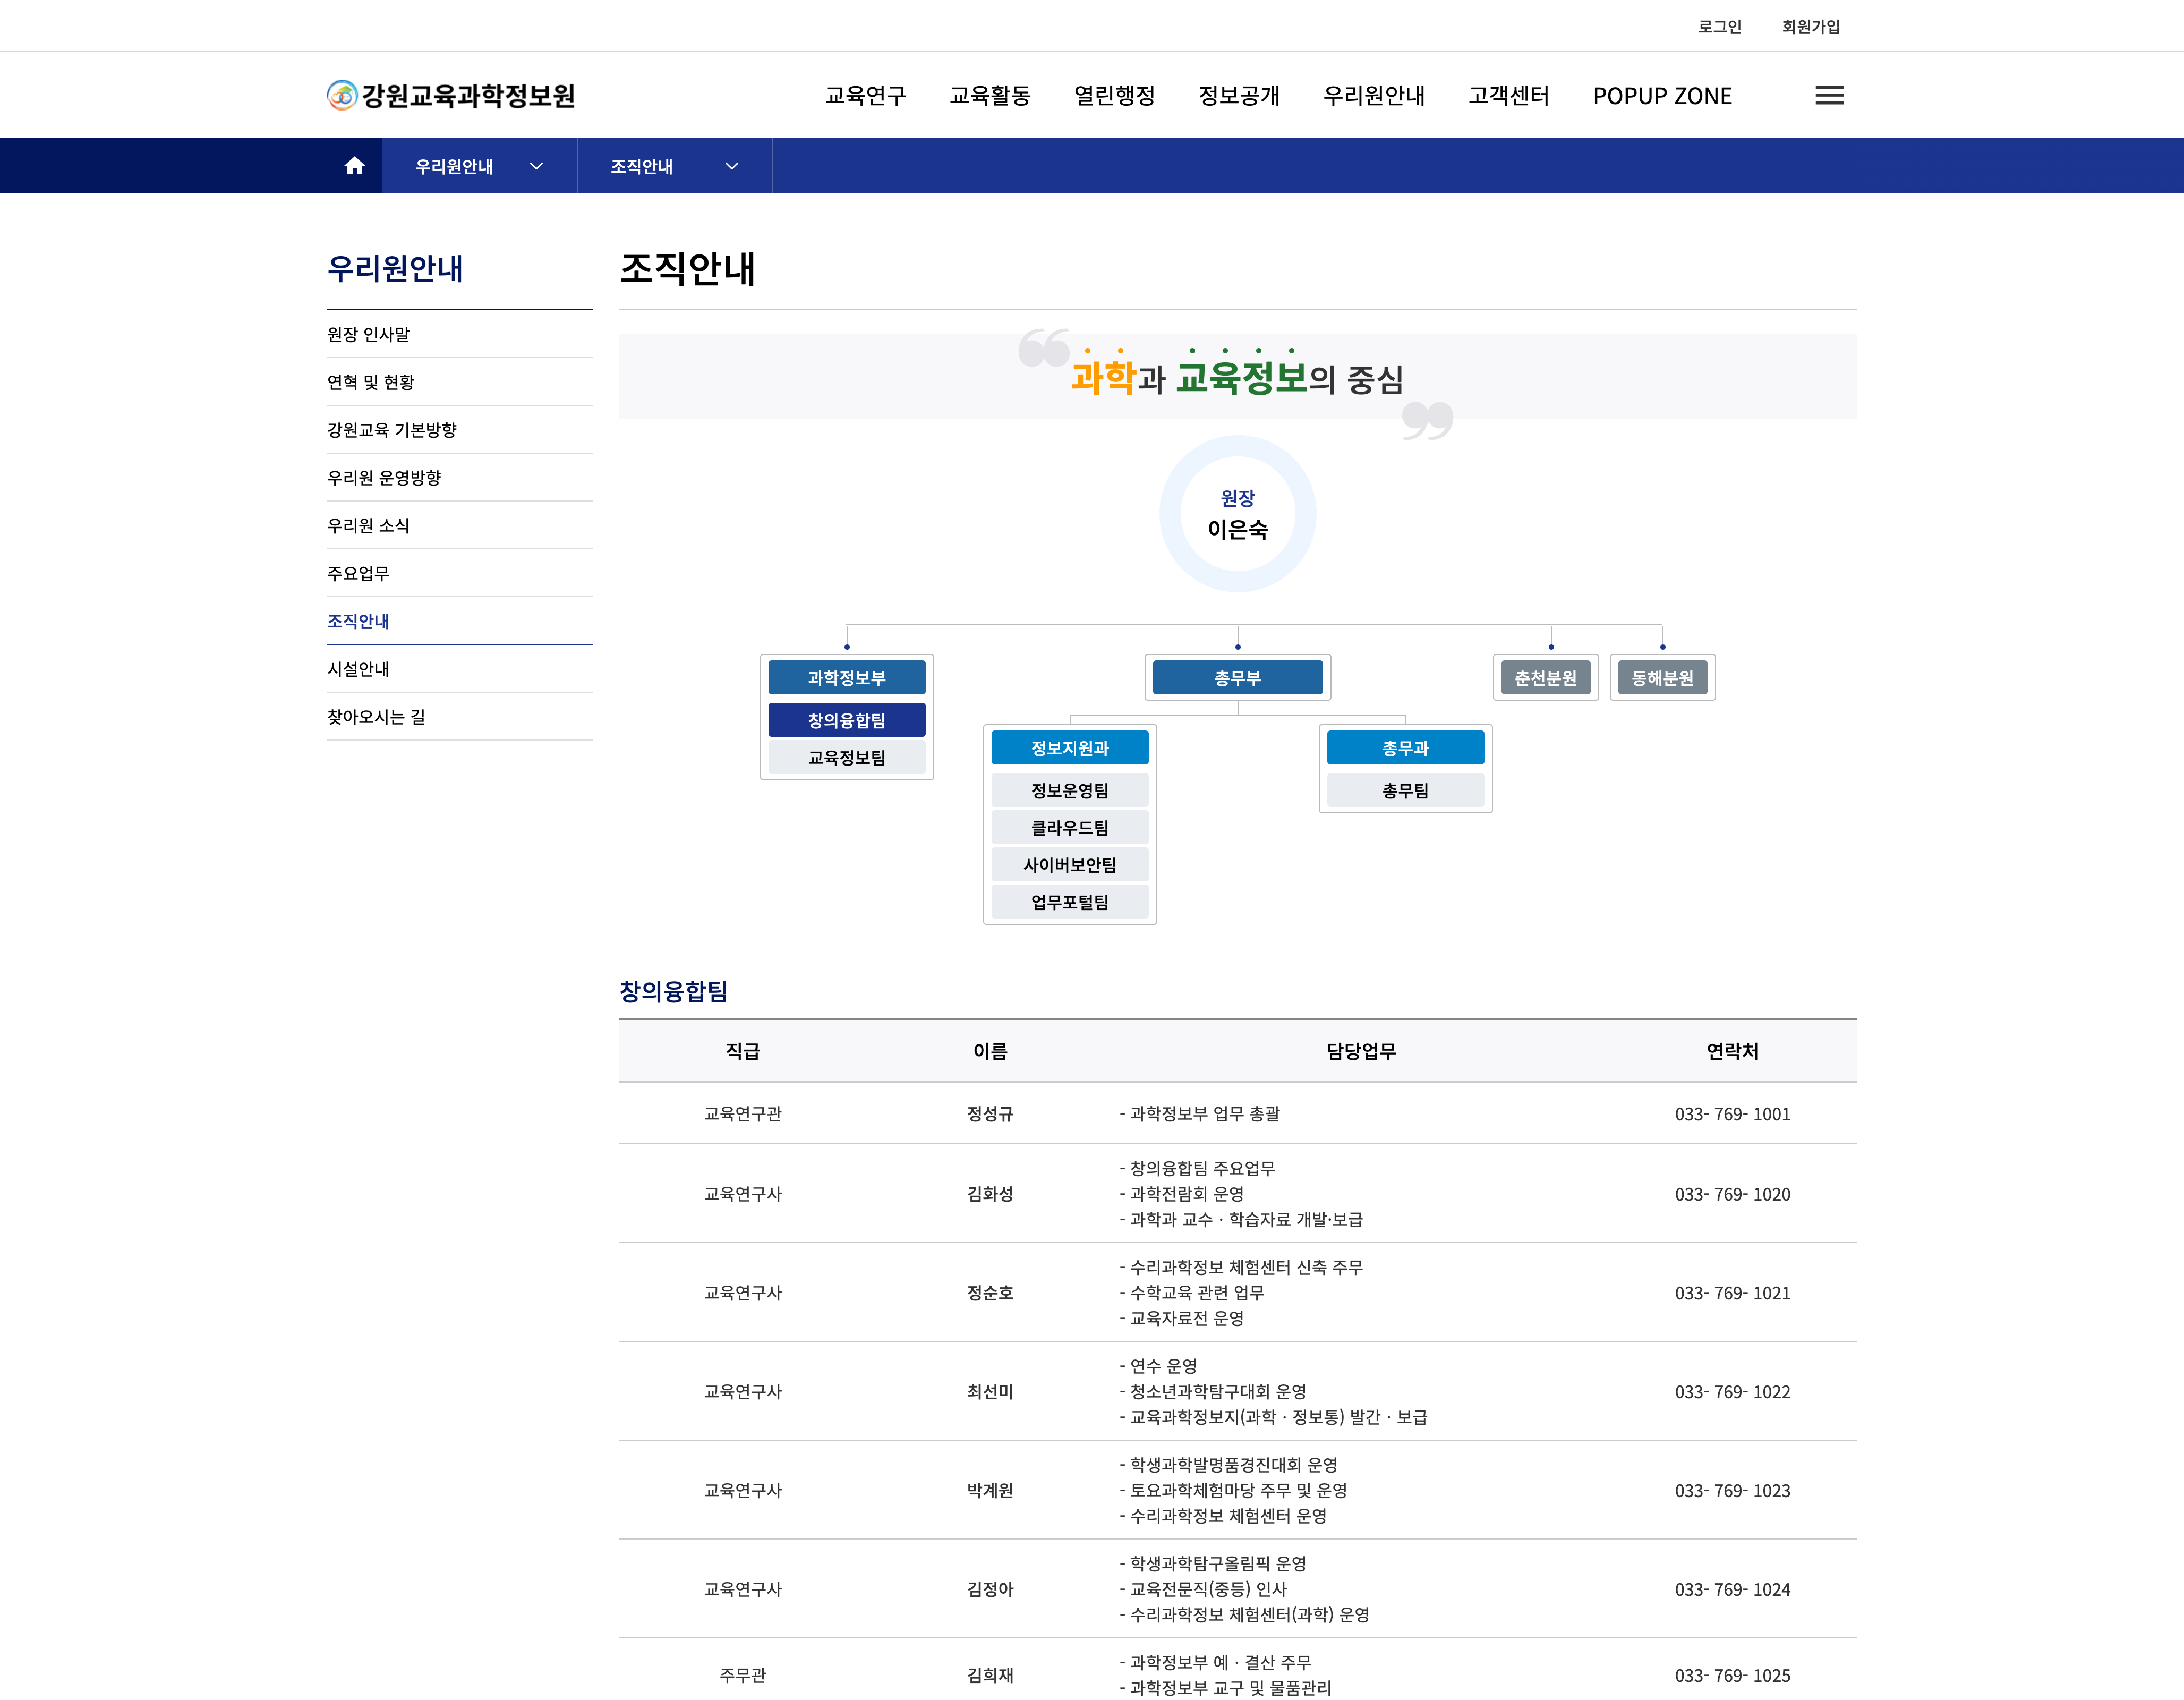 로그인 회원가입
강원교육과학정보원 교육연구 교육활동 열린행정 정보공개 우리원안내 고객센터 POPUP ZONE
우리원안내 조직안내
우리원안내
원장 인사말
연혁 및 현황
강원교육 기본방향
우리원 운영방향
우리원 소식
주요업무
조직안내
시설안내
찾아오시는 길
조직안내
과학과 교육정보의 중심
원장
이은숙
과학정보부
창의융합팀
교육정보팀
총무부
정보지원과
정보운영팀
클라우드팀
사이버보안팀
업무포털팀
총무과
총무팀
춘천분원
동해분원
창의융합팀
직급 이름 담당업무 연락처
교육연구관 정성규 - 과학정보부 업무 총괄 033- 769- 1001
- 창의융합팀 주요업무
교육연구사 김화성 - 과학전람회 운영 033- 769- 1020
- 과학과 교수 · 학습자료 개발·보급
- 수리과학정보 체험센터 신축 주무
교육연구사 정순호 - 수학교육 관련 업무 033- 769- 1021
- 교육자료전 운영
- 연수 운영
교육연구사 최선미 - 청소년과학탐구대회 운영 033- 769- 1022
- 교육과학정보지(과학 · 정보통) 발간 · 보급
- 학생과학발명품경진대회 운영
교육연구사 박계원 - 토요과학체험마당 주무 및 운영 033- 769- 1023
- 수리과학정보 체험센터 운영
- 학생과학탐구올림픽 운영
교육연구사 김정아 - 교육전문직(중등) 인사 033- 769- 1024
- 수리과학정보 체험센터(과학) 운영
- 과학정보부 예 · 결산 주무
주무관 김희재 033- 769- 1025
- 과학정보부 교구 및 물품관리